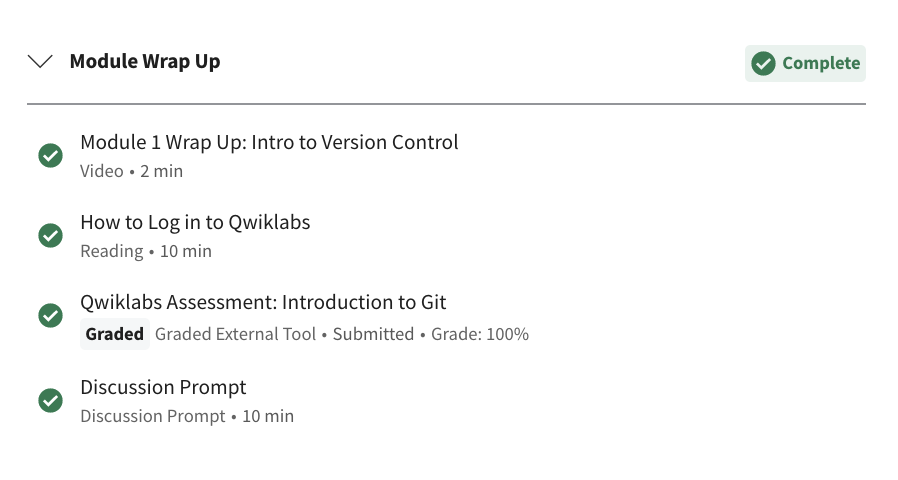 Module Wrap Up
Complete
Module 1 Wrap Up: Intro to Version Control
Video • 2 min
How to Log in to Qwiklabs
Reading • 10 min
Qwiklabs Assessment: Introduction to Git
Graded Graded External Tool • Submitted • Grade: 100%
Discussion Prompt
Discussion Prompt • 10 min